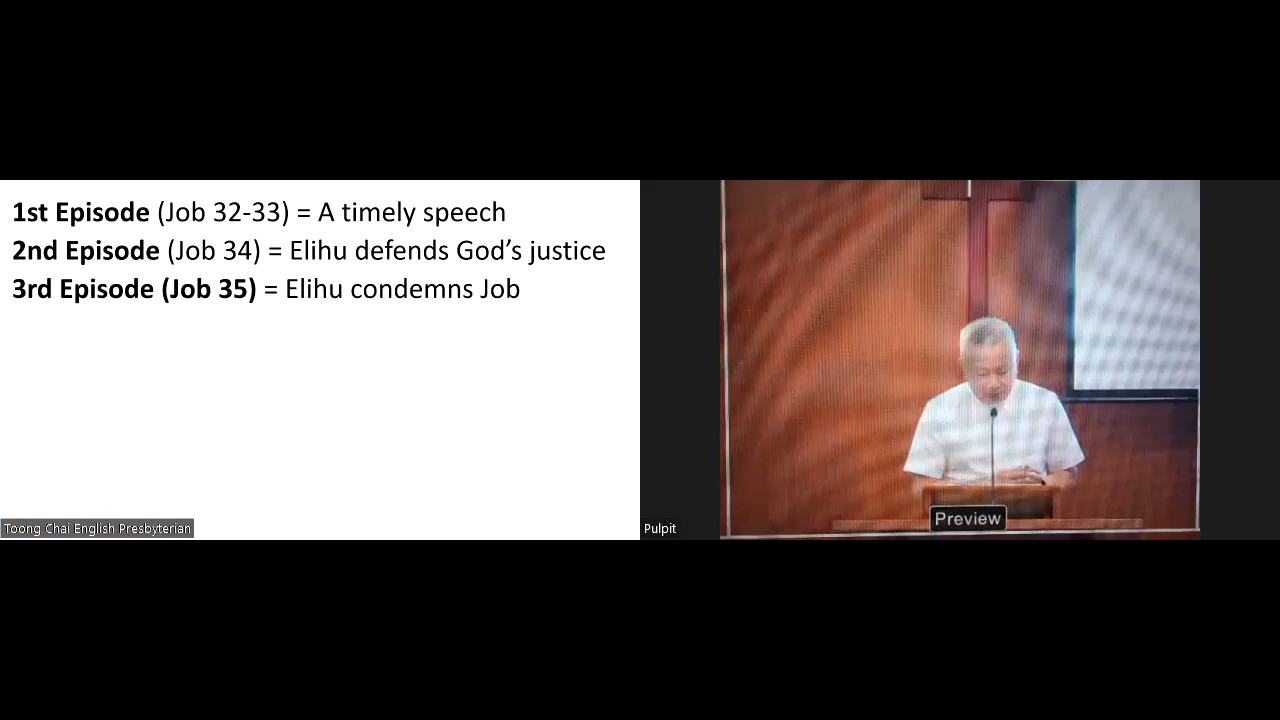 1st Episode (Job 32-33) = A timely speech
2nd Episode (Job 34) = Elihu defends God’s justice
3rd Episode (Job 35) = Elihu condemns Job
Toong Chai English Presbyterian
Pulpit
Preview